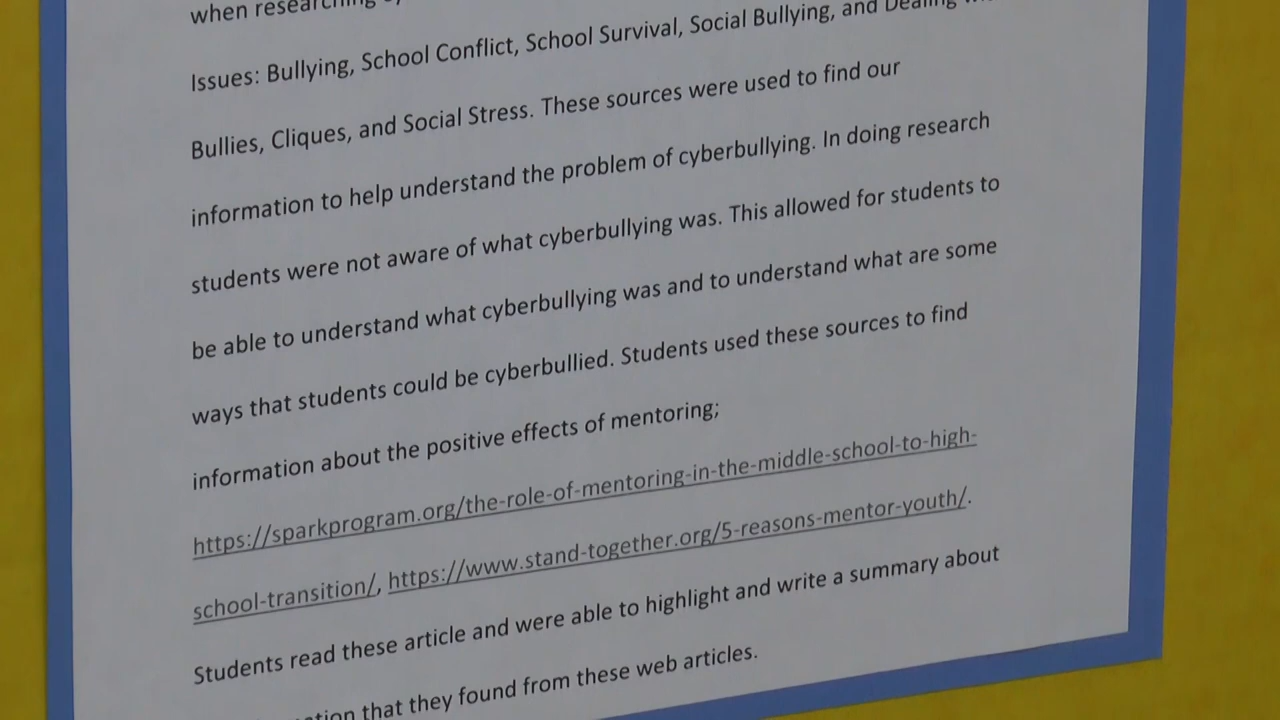 when researching
Issues: Bullying, School Conflict, School Survival, Social Bullying, and Dealing
Bullies, Cliques, and Social Stress. These sources were used to find our
information to help understand the problem of cyberbullying. In doing research
students were not aware of what cyberbullying was. This allowed for students to
be able to understand what cyberbullying was and to understand what are some
ways that students could be cyberbullied. Students used these sources to find
information about the positive effects of mentoring;
https://sparkprogram.org/the-role-of-mentoring-in-the-middle-school-to-high-
school-transition/, https://www.stand-together.org/5-reasons-mentor-youth/.
Students read these article and were able to highlight and write a summary about
that they found from these web articles.